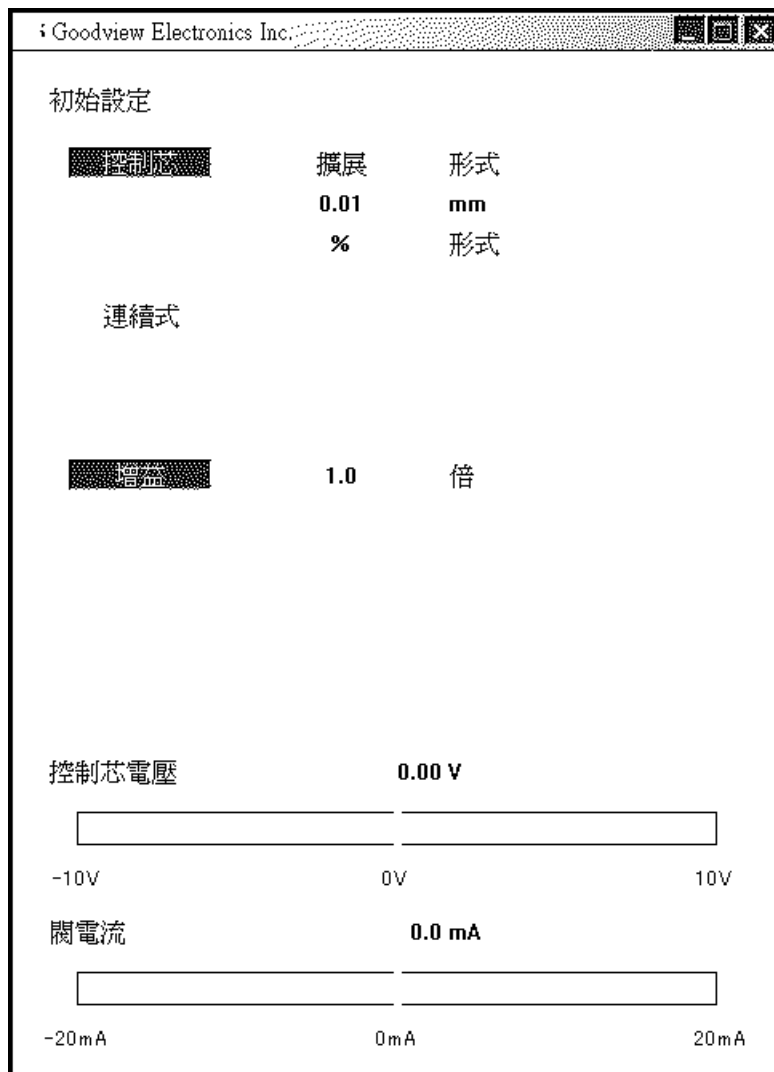 Goodview Electronics Inc.
初始設定
控制芯 擴展 形式
0.01 mm
% 形式
連續式
增益 1.0 倍
控制芯電壓 0.00 V
-10V 0V 10V
閥電流 0.0 mA
-20mA 0mA 20mA